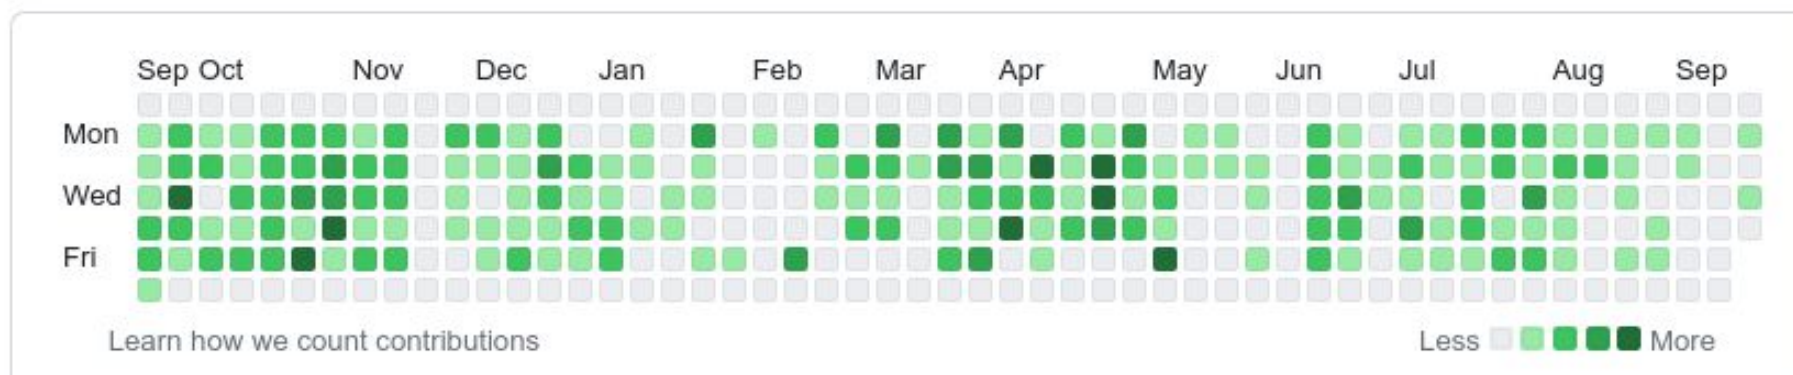 Sep Oct Nov Dec Jan Feb Mar Apr May Jun Jul Aug Sep
Mon
Wed
Fri
Learn how we count contributions Less More